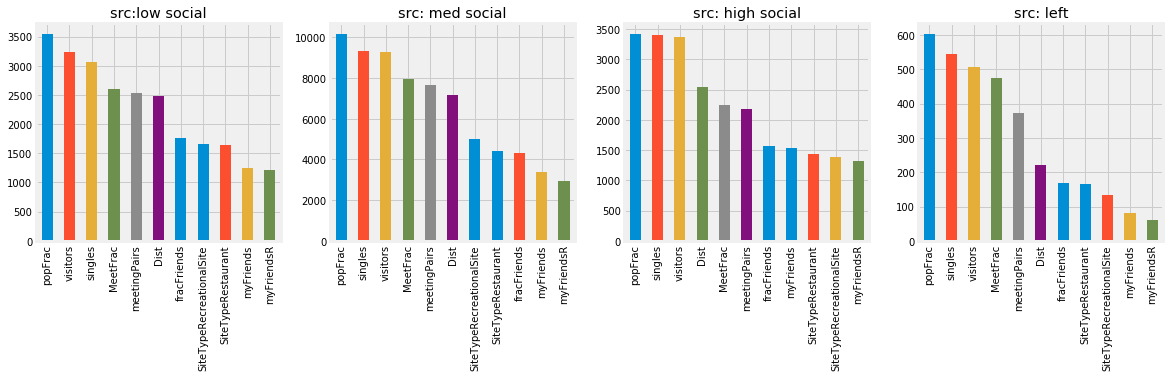 src:low social
3500
3000
2500
2000
1500
1000
500
0
popFrac
visitors
singles
MeetFrac
meetingPairs
Dist
fracFriends
SiteTypeRecreationalSite
SiteTypeRestaurant
myFriends
myFriendsR
src: med social
10000
8000
6000
4000
2000
0
popFrac
singles
visitors
MeetFrac
meetingPairs
Dist
SiteTypeRecreationalSite
SiteTypeRestaurant
fracFriends
myFriends
myFriendsR
src: high social
3500
3000
2500
2000
1500
1000
500
0
popFrac
singles
visitors
Dist
MeetFrac
meetingPairs
fracFriends
myFriends
SiteTypeRestaurant
SiteTypeRecreationalSite
myFriendsR
src: left
600
500
400
300
200
100
0
popFrac
singles
visitors
MeetFrac
meetingPairs
Dist
fracFriends
SiteTypeRestaurant
SiteTypeRecreationalSite
myFriends
myFriendsR